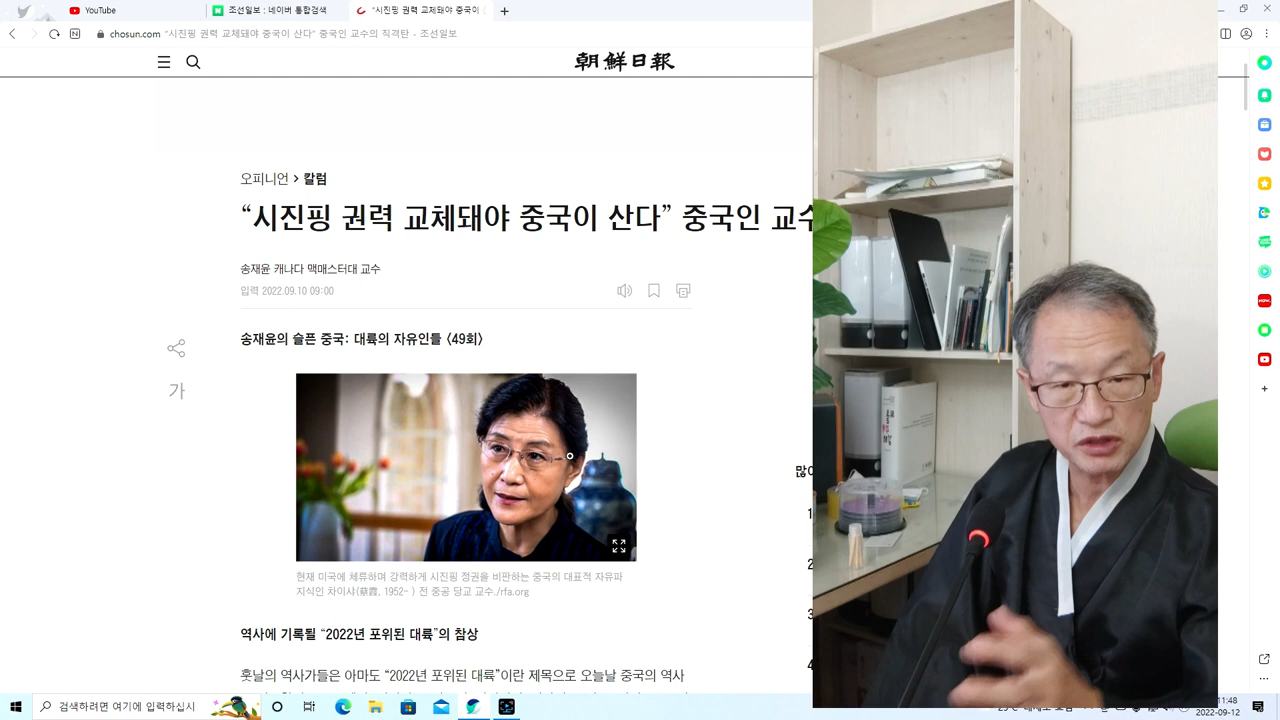 YouTube
조선일보 : 네이버 통합검색
"시진핑 권력 교체돼야 중국이
chosun.com "시진핑 권력 교체돼야 중국이 산다" 중국인 교수의 직격탄 - 조선일보
朝鮮日報
오피니언 > 칼럼
“시진핑 권력 교체돼야 중국이 산다” 중국인 교수
송재윤 캐나다 맥매스터대 교수
입력 2022.09.10 09:00
송재윤의 슬픈 중국: 대륙의 자유인들 <49회>
가
현재 미국에 체류하며 강력하게 시진핑 정권을 비판하는 중국의 대표적 자유파
지식인 차이샤(蔡霞, 1952- ) 전 중공 당교 교수./rfa.org
역사에 기록될 “2022년 포위된 대륙”의 참상
훗날의 역사가들은 아마도 “2022년 포위된 대륙”이란 제목으로 오늘날 중국의 역사
많이
1
2
3
4
검색하려면 여기에 입력하십시
11:48
2022-09-12